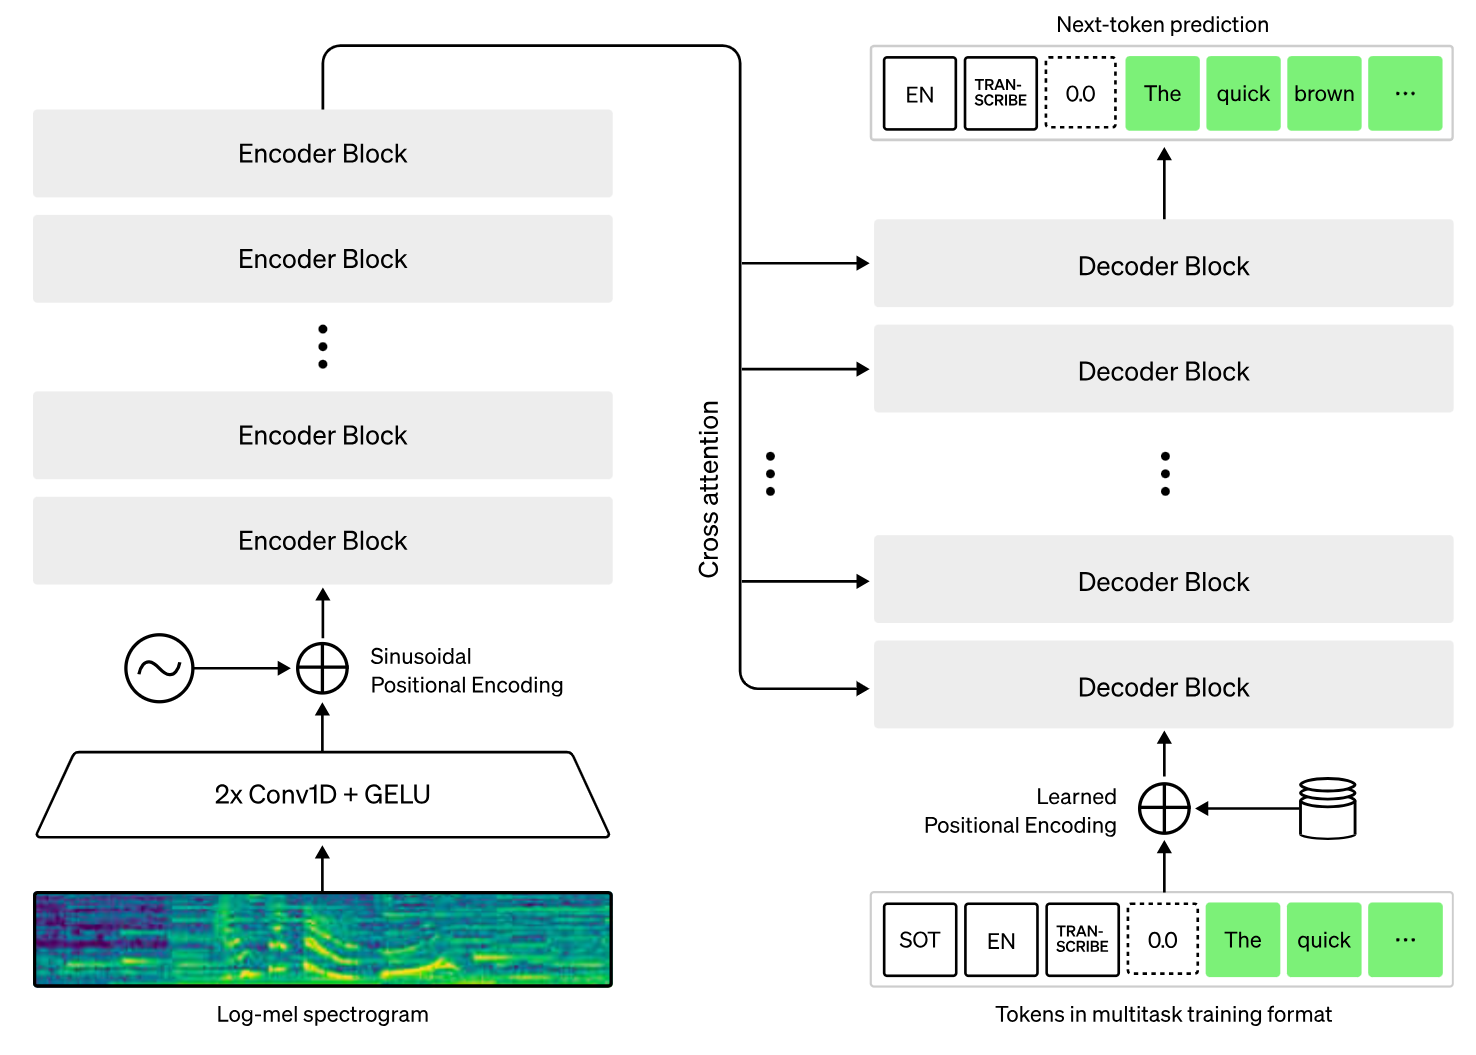 Next-token prediction
EN
TRAN-
SCRIBE
0.0
The
quick
brown
...
Encoder Block
Encoder Block
Encoder Block
Encoder Block
Sinusoidal
Positional Encoding
2x Conv1D + GELU
Log-mel spectrogram
Cross attention
Decoder Block
Decoder Block
Decoder Block
Decoder Block
Learned
Positional Encoding
SOT
EN
TRAN-
SCRIBE
0.0
The
quick
...
Tokens in multitask training format